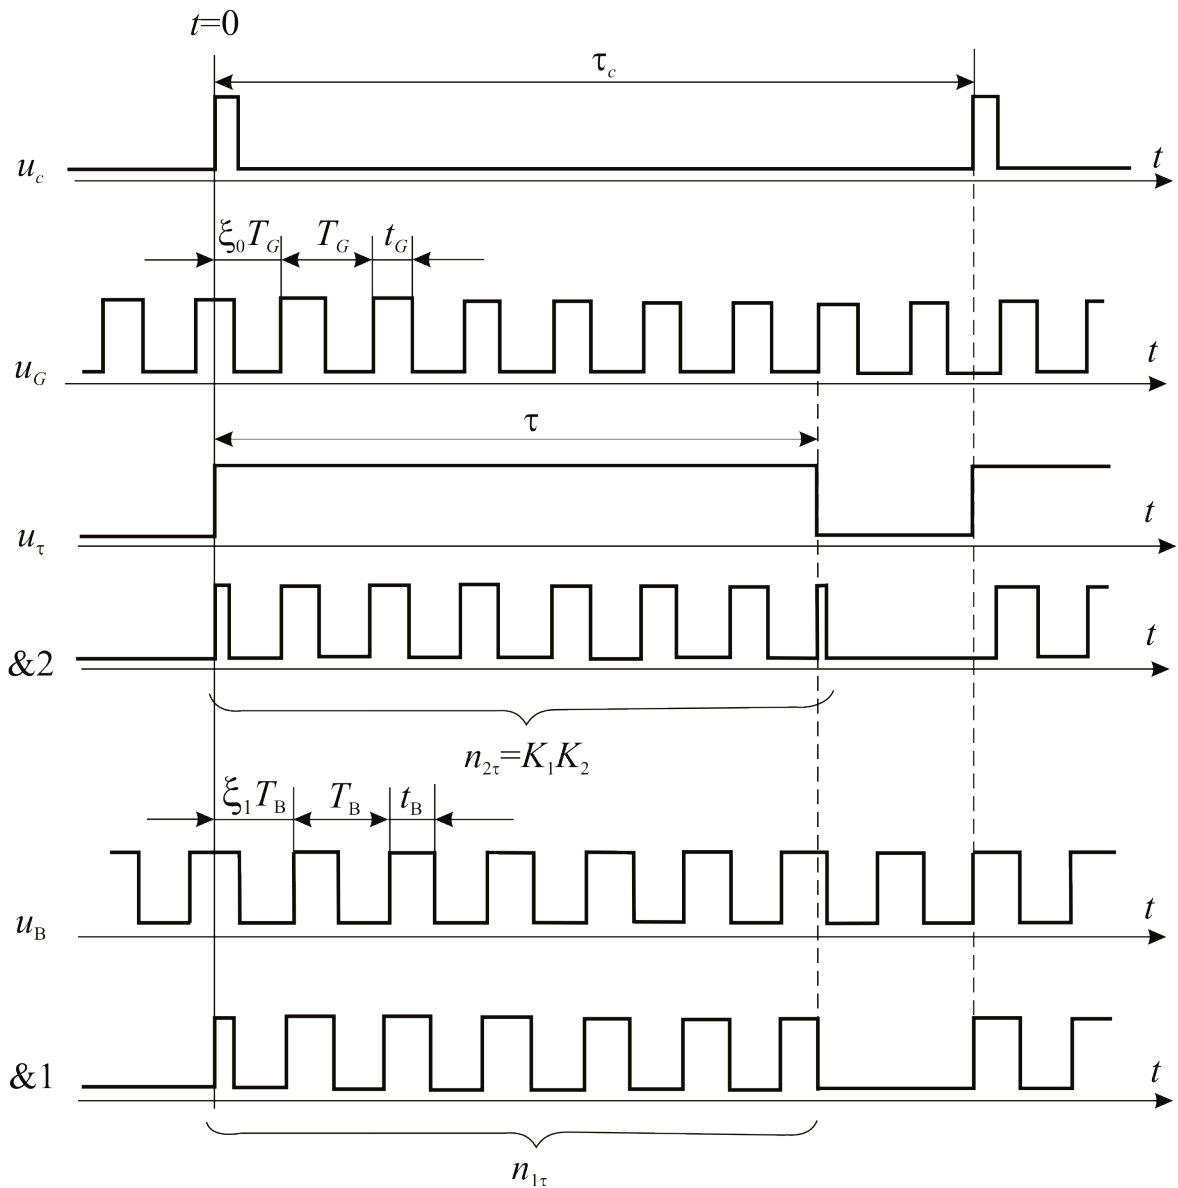 t=0
τc
uc t
ξ0TG TG tG
uG t
τ
uτ t
&2 t
n2τ=K1K2
ξ1TB TB tB
uB t
&1 t
n1τ